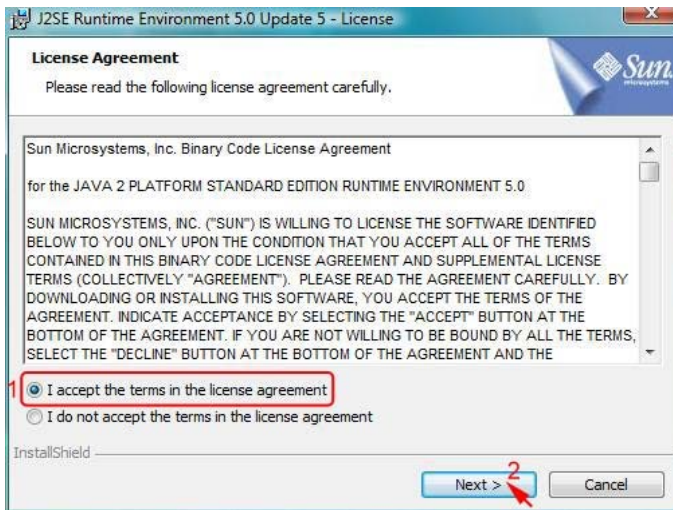 J2SE Runtime Environment 5.0 Update 5 - License
License Agreement
Please read the following license agreement carefully.
Sun
microsystems
Sun Microsystems, Inc. Binary Code License Agreement
for the JAVA 2 PLATFORM STANDARD EDITION RUNTIME ENVIRONMENT 5.0
SUN MICROSYSTEMS, INC. ("SUN") IS WILLING TO LICENSE THE SOFTWARE IDENTIFIED
BELOW TO YOU ONLY UPON THE CONDITION THAT YOU ACCEPT ALL OF THE TERMS
CONTAINED IN THIS BINARY CODE LICENSE AGREEMENT AND SUPPLEMENTAL LICENSE
TERMS (COLLECTIVELY "AGREEMENT"). PLEASE READ THE AGREEMENT CAREFULLY. BY
DOWNLOADING OR INSTALLING THIS SOFTWARE, YOU ACCEPT THE TERMS OF THE
AGREEMENT. INDICATE ACCEPTANCE BY SELECTING THE "ACCEPT" BUTTON AT THE
BOTTOM OF THE AGREEMENT. IF YOU ARE NOT WILLING TO BE BOUND BY ALL THE TERMS,
SELECT THE "DECLINE" BUTTON AT THE BOTTOM OF THE AGREEMENT AND THE
1 I accept the terms in the license agreement
I do not accept the terms in the license agreement
InstallShield
2
Next > Cancel